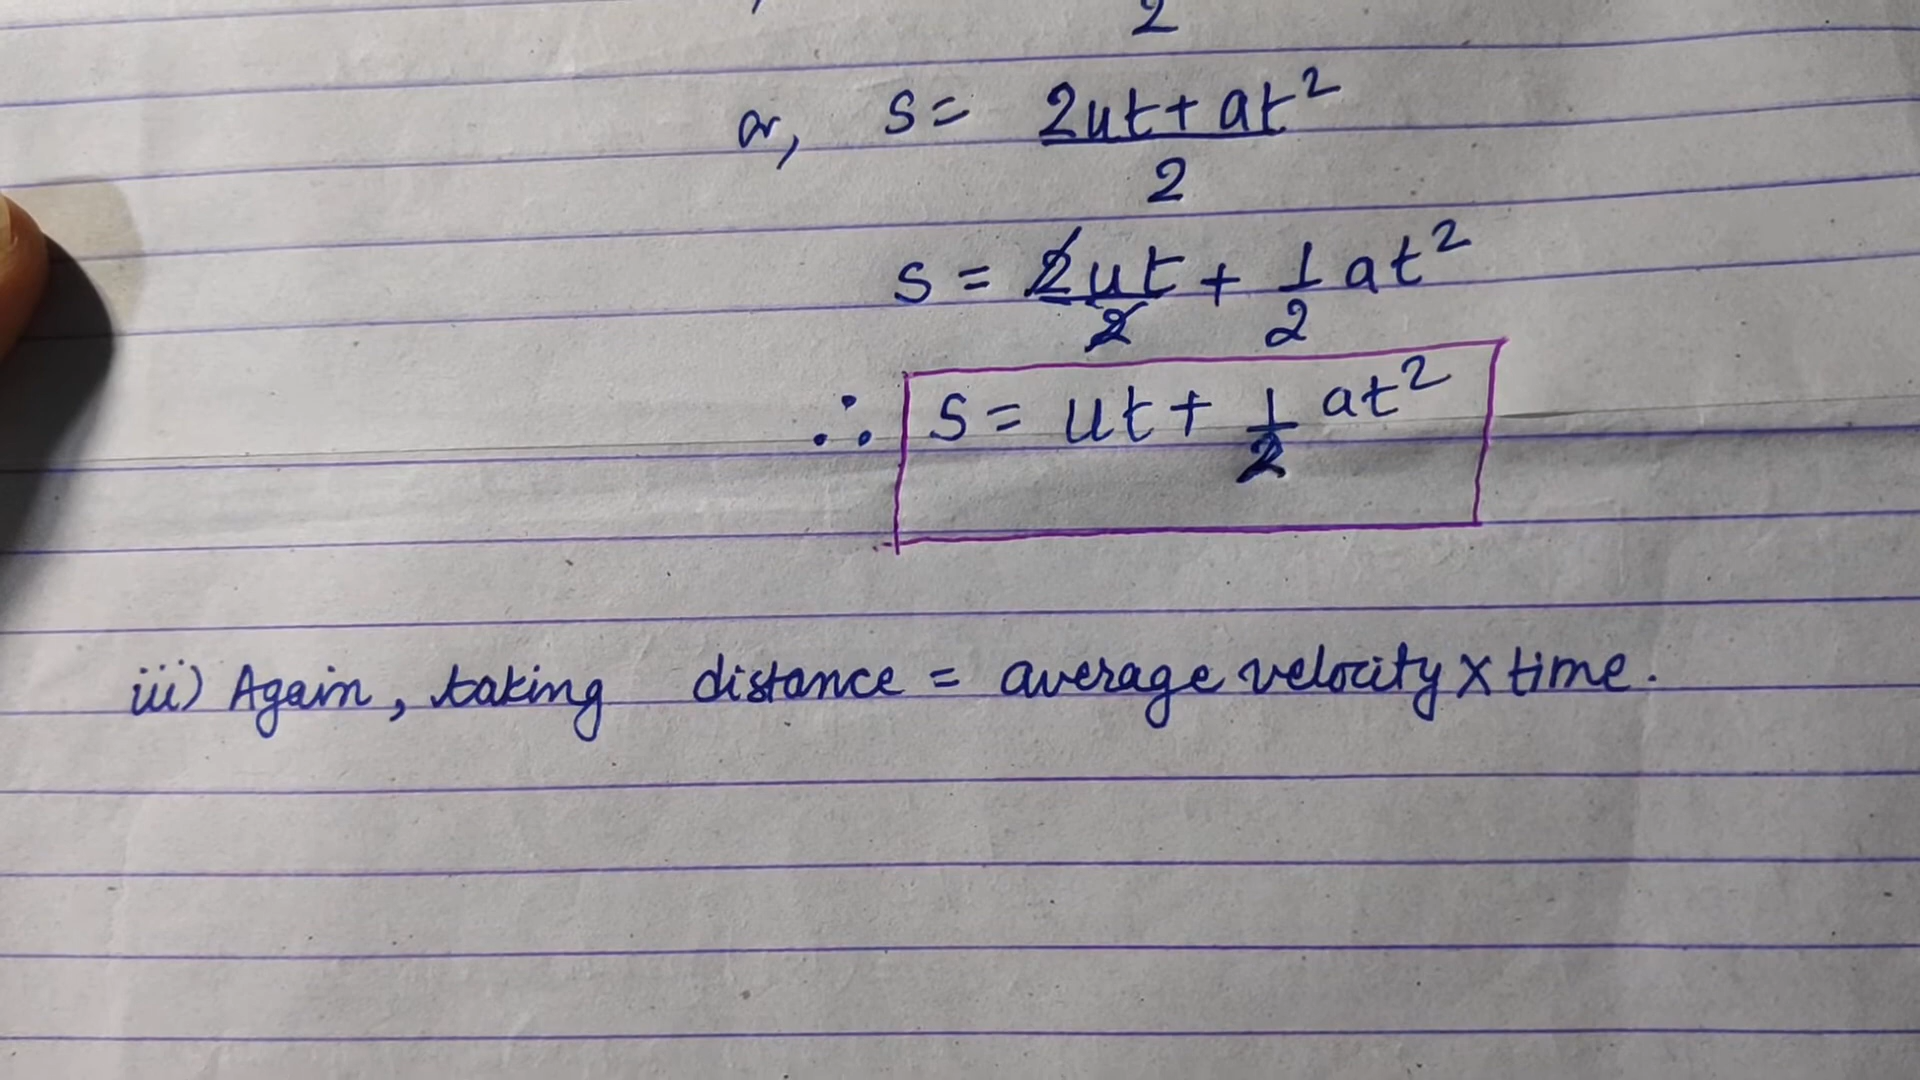 2
or, s = 2ut + at²
2
s = 2ut + 1 at²
2 2
∴ s = ut + 1 at²
2
iii) Again, taking distance = average velocity × time.